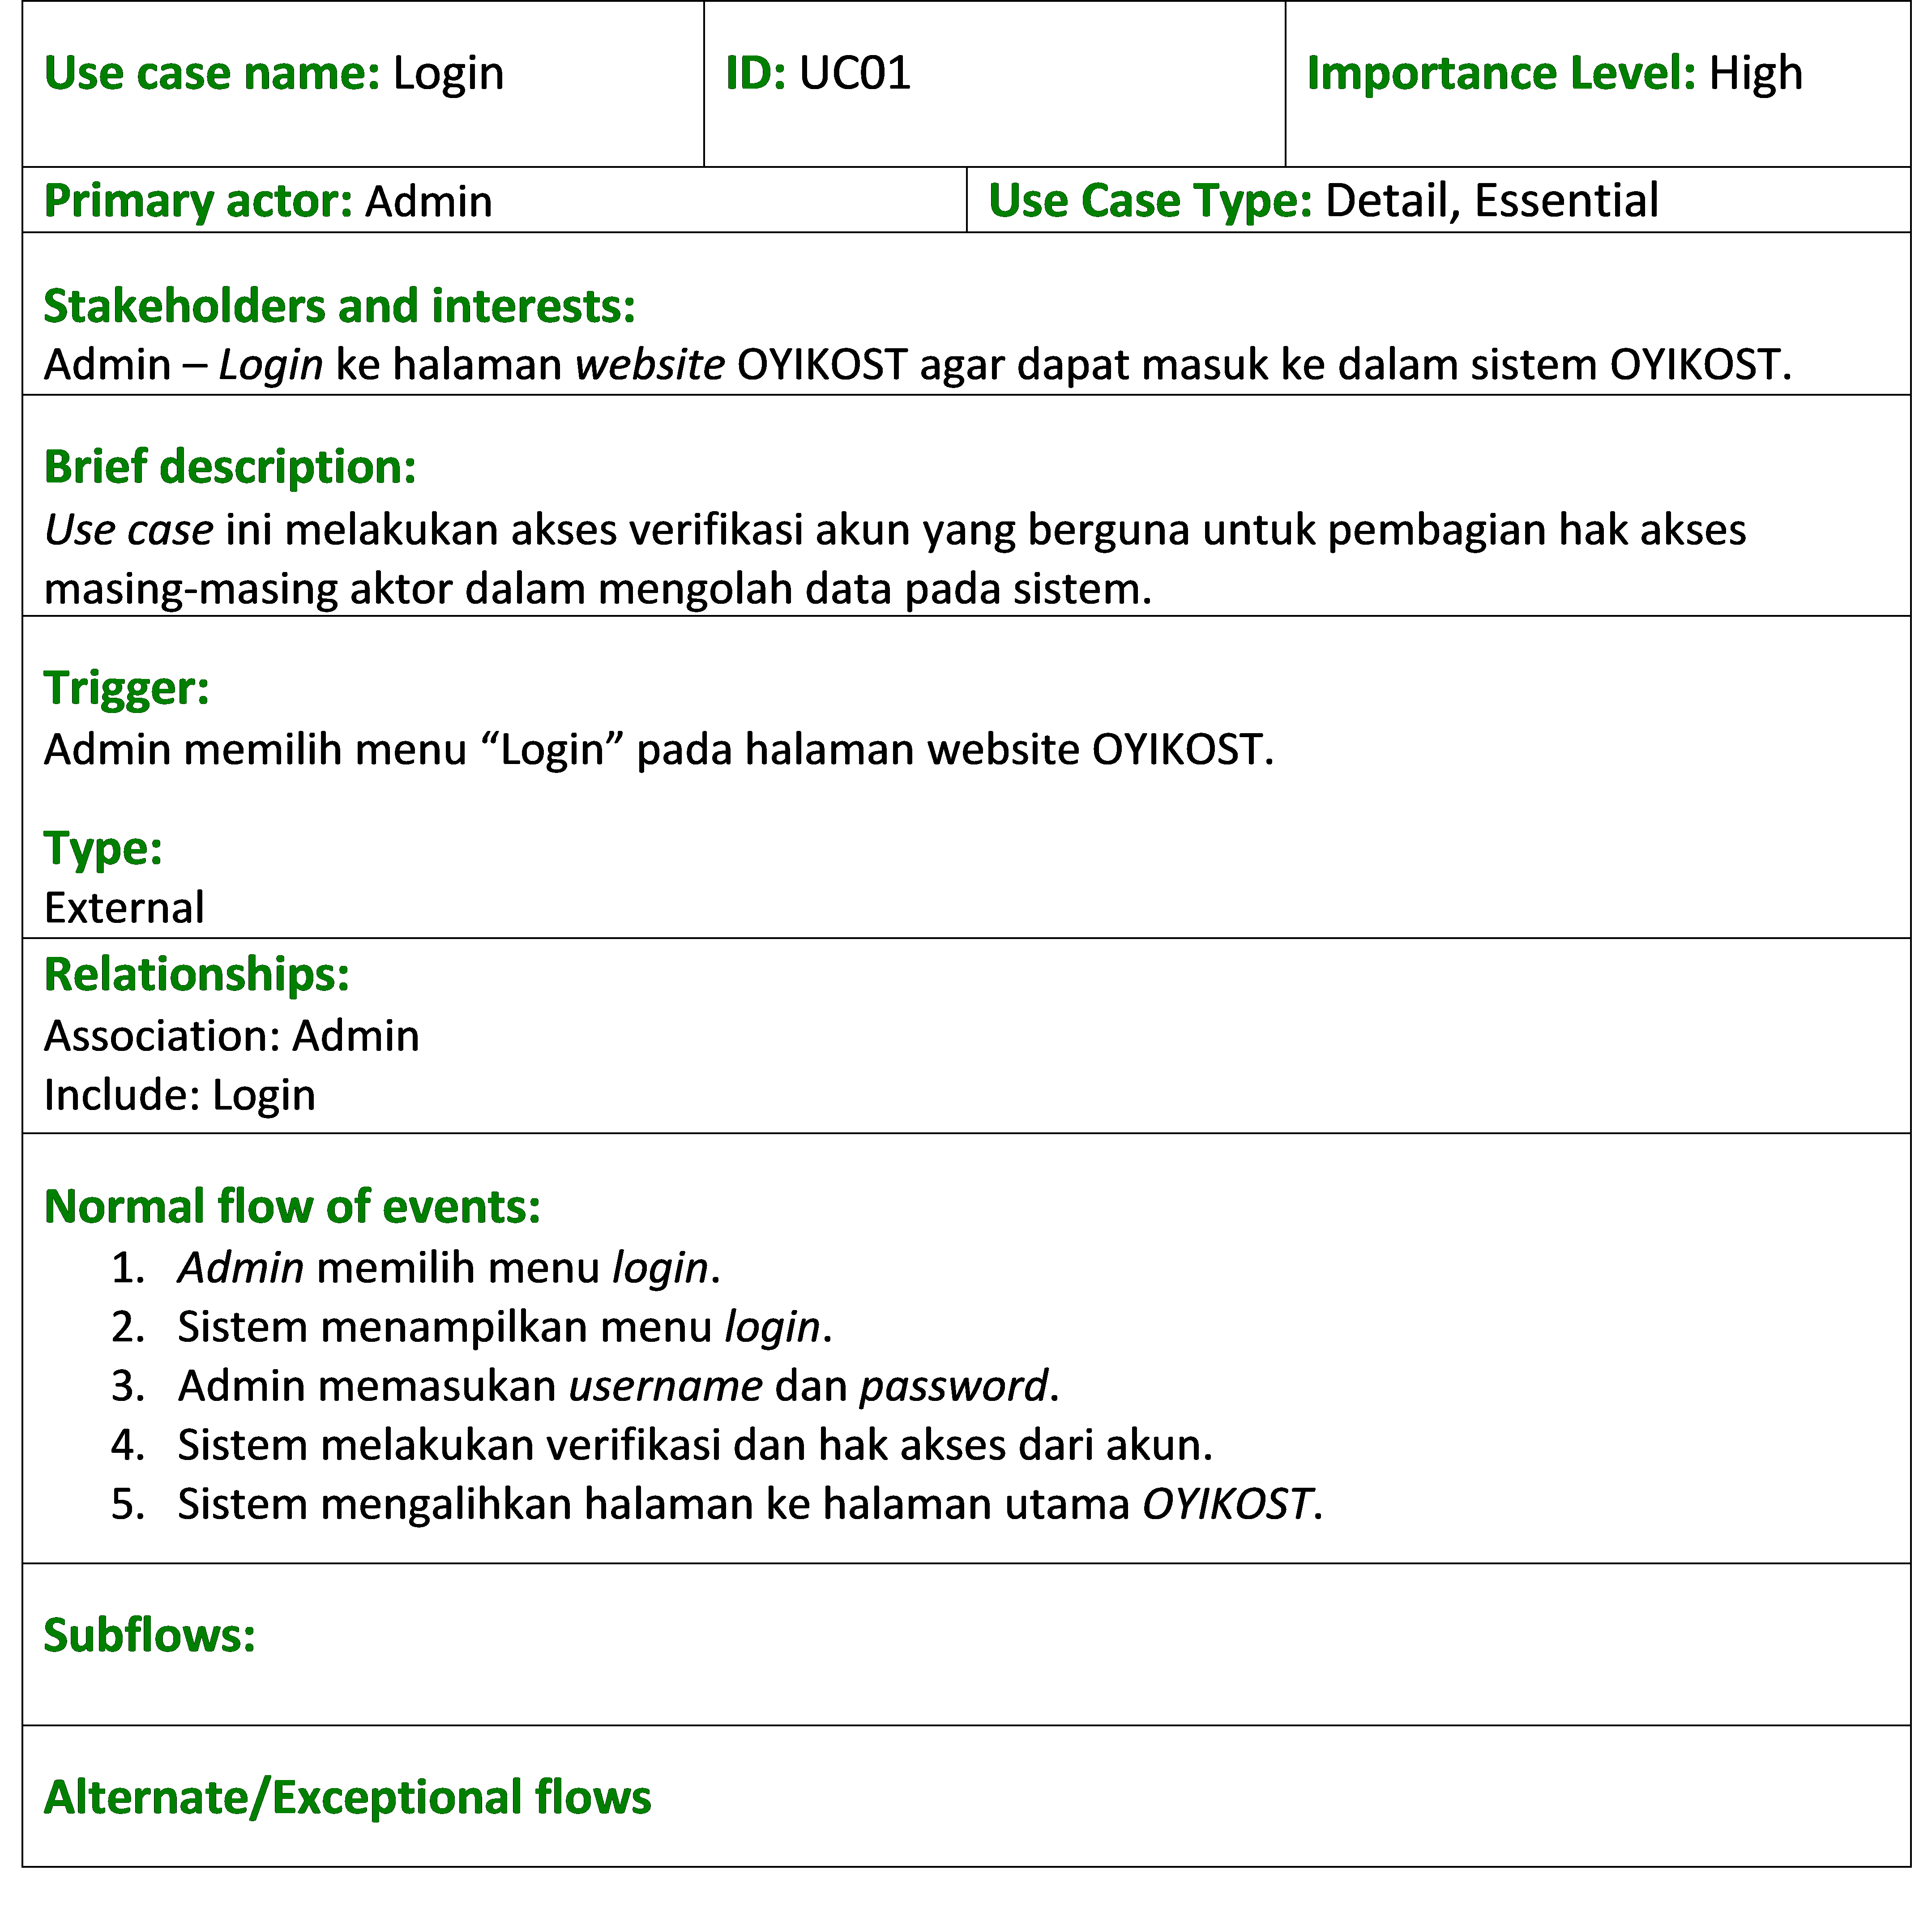 Use case name: Login
ID: UC01
Importance Level: High
Primary actor: Admin
Use Case Type: Detail, Essential
Stakeholders and interests:
Admin – Login ke halaman website OYIKOST agar dapat masuk ke dalam sistem OYIKOST.
Brief description:
Use case ini melakukan akses verifikasi akun yang berguna untuk pembagian hak akses
masing-masing aktor dalam mengolah data pada sistem.
Trigger:
Admin memilih menu “Login” pada halaman website OYIKOST.
Type:
External
Relationships:
Association: Admin
Include: Login
Normal flow of events:
1. Admin memilih menu login.
2. Sistem menampilkan menu login.
3. Admin memasukan username dan password.
4. Sistem melakukan verifikasi dan hak akses dari akun.
5. Sistem mengalihkan halaman ke halaman utama OYIKOST.
Subflows:
Alternate/Exceptional flows